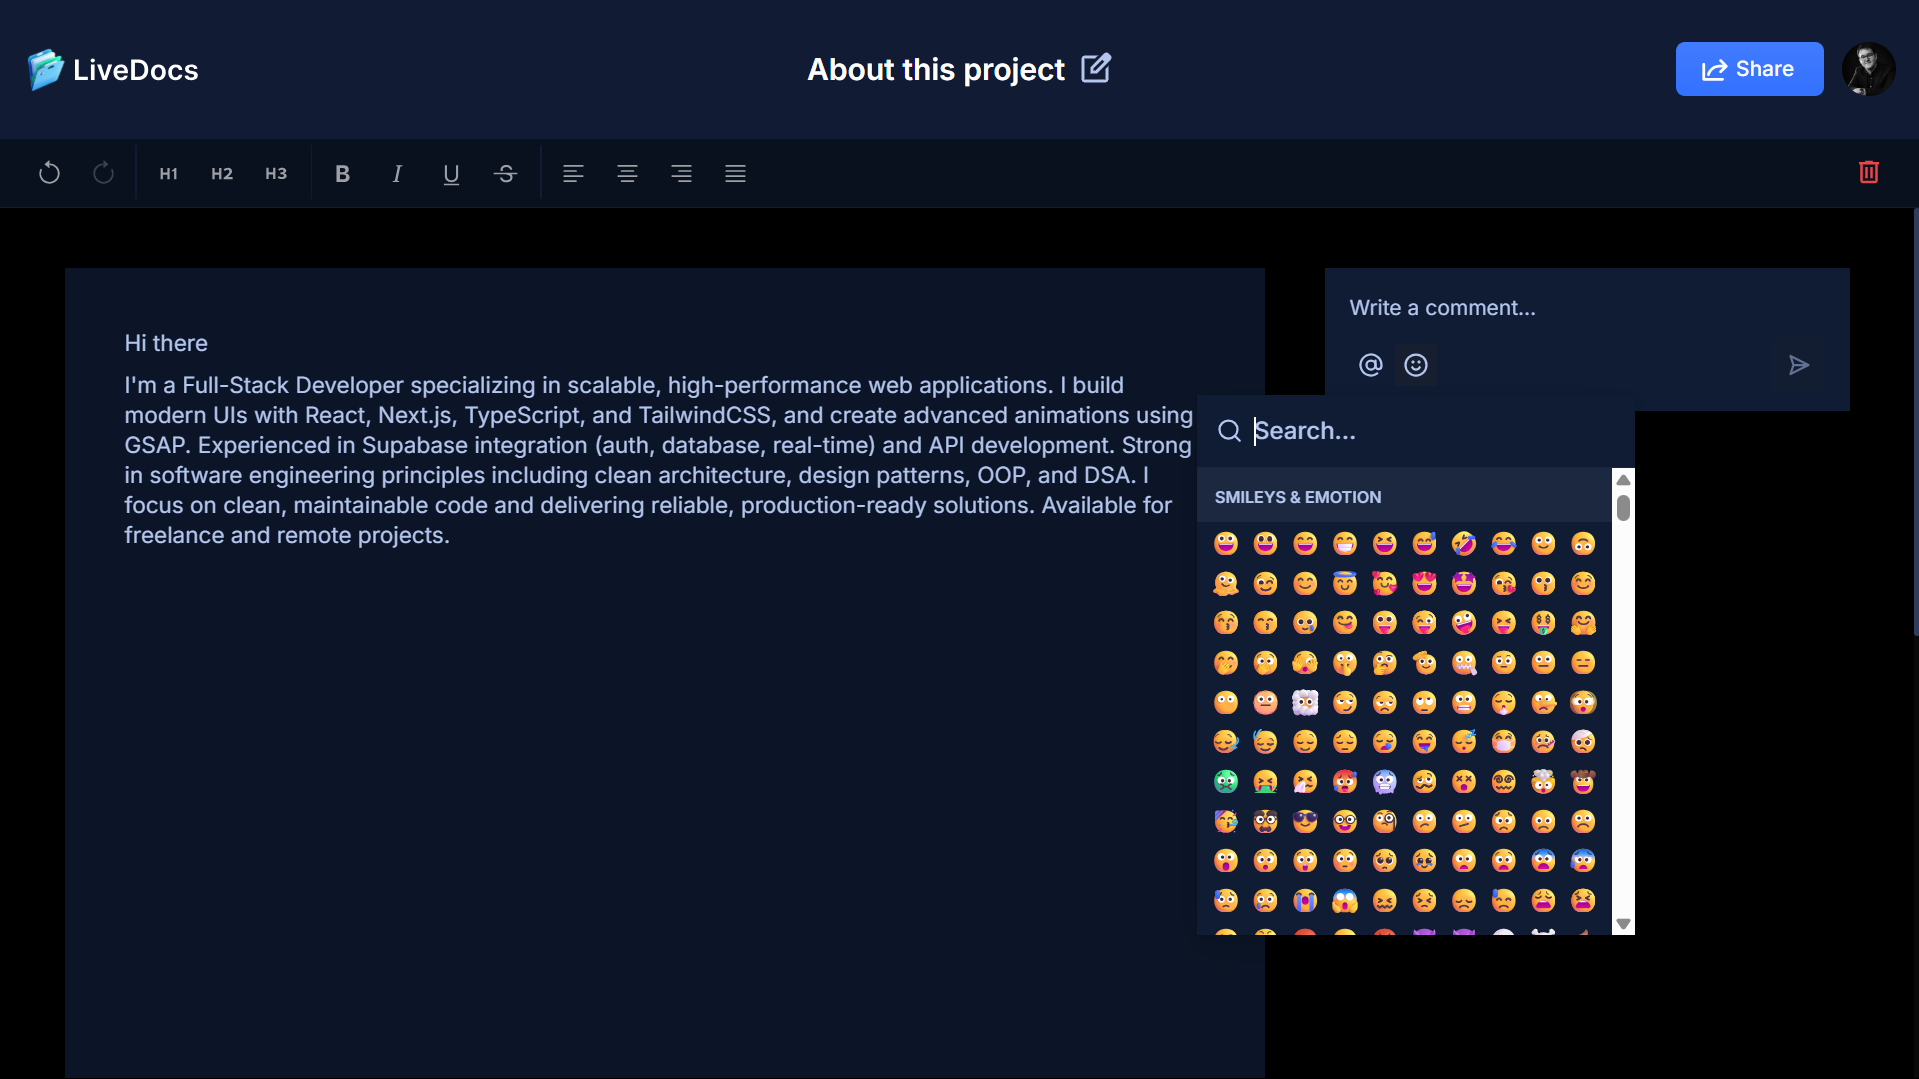 LiveDocs
About this project
Share
H1 H2 H3 B I U S
Write a comment...
@
Hi there
I'm a Full-Stack Developer specializing in scalable, high-performance web applications. I build
modern UIs with React, Next.js, TypeScript, and TailwindCSS, and create advanced animations using
GSAP. Experienced in Supabase integration (auth, database, real-time) and API development. Strong
in software engineering principles including clean architecture, design patterns, OOP, and DSA. I
focus on clean, maintainable code and delivering reliable, production-ready solutions. Available for
freelance and remote projects.
Search...
SMILEYS & EMOTION